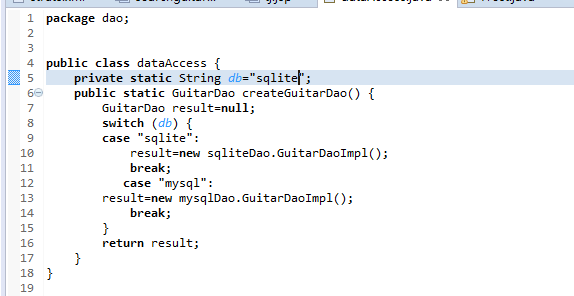 package dao;
public class dataAccess {
private static String db="sqlite";
public static GuitarDao createGuitarDao() {
GuitarDao result=null;
switch (db) {
case "sqlite":
result=new sqliteDao.GuitarDaoImpl();
break;
case "mysql":
result=new mysqlDao.GuitarDaoImpl();
break;
}
return result;
}
}
1
2
3
4
5
6
7
8
9
10
11
12
13
14
15
16
17
18
19